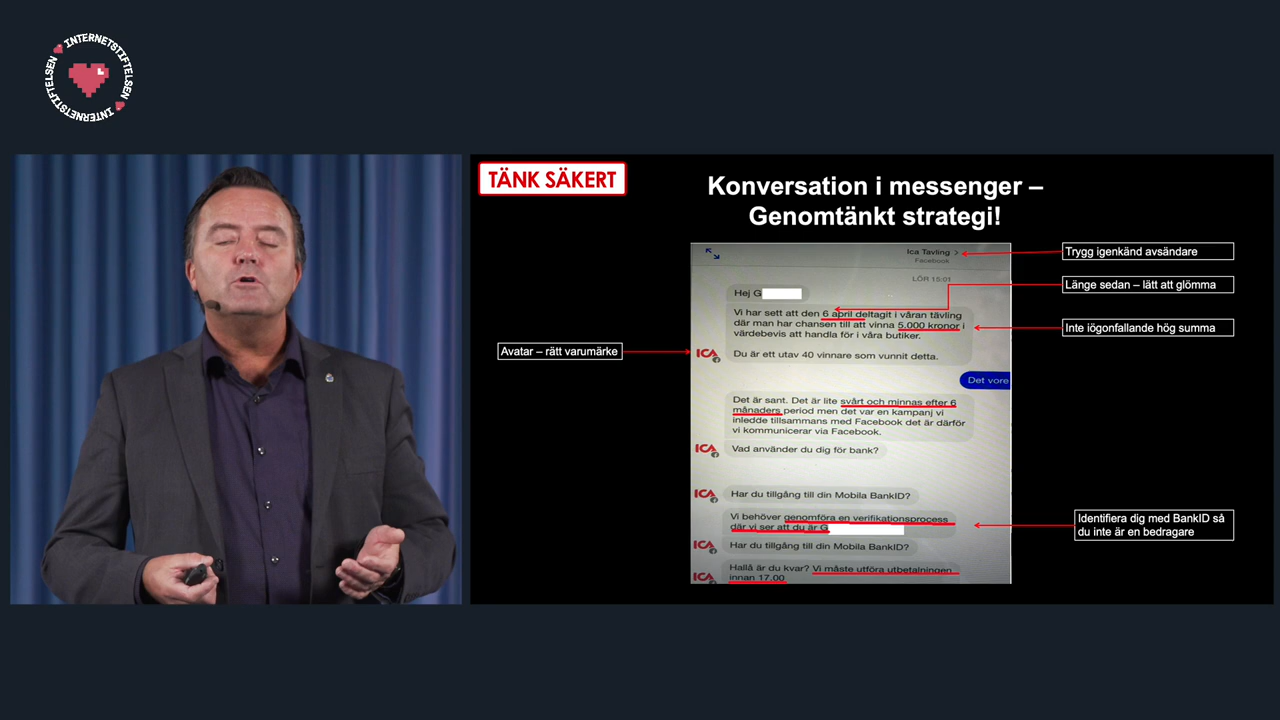 INTERNETSTIFTELSEN
INTERNETSTIFTELSEN
TÄNK SÄKERT
Konversation i messenger –
Genomtänkt strategi!
Ica Tavling >
Facebook
LÖR 15:01
Hej G
Vi har sett att den 6 april deltagit i våran tävling
där man har chansen till att vinna 5.000 kronor i
värdebevis att handla för i våra butiker.
ICA
Du är ett utav 40 vinnare som vunnit detta.
Det vore
Det är sant. Det är lite svårt och minnas efter 6
månaders period men det var en kampanj vi
inledde tillsammans med Facebook det är därför
vi kommunicerar via Facebook.
ICA
Vad använder du dig för bank?
ICA
Har du tillgång till din Mobila BankID?
Vi behöver genomföra en verifikationsprocess
där vi ser att du är G
ICA
Har du tillgång till din Mobila BankID?
Hallå är du kvar? Vi måste utföra utbetalningen
ICA
innan 17.00
Avatar – rätt varumärke
Trygg igenkänd avsändare
Länge sedan – lätt att glömma
Inte iögonfallande hög summa
Identifiera dig med BankID så
du inte är en bedragare